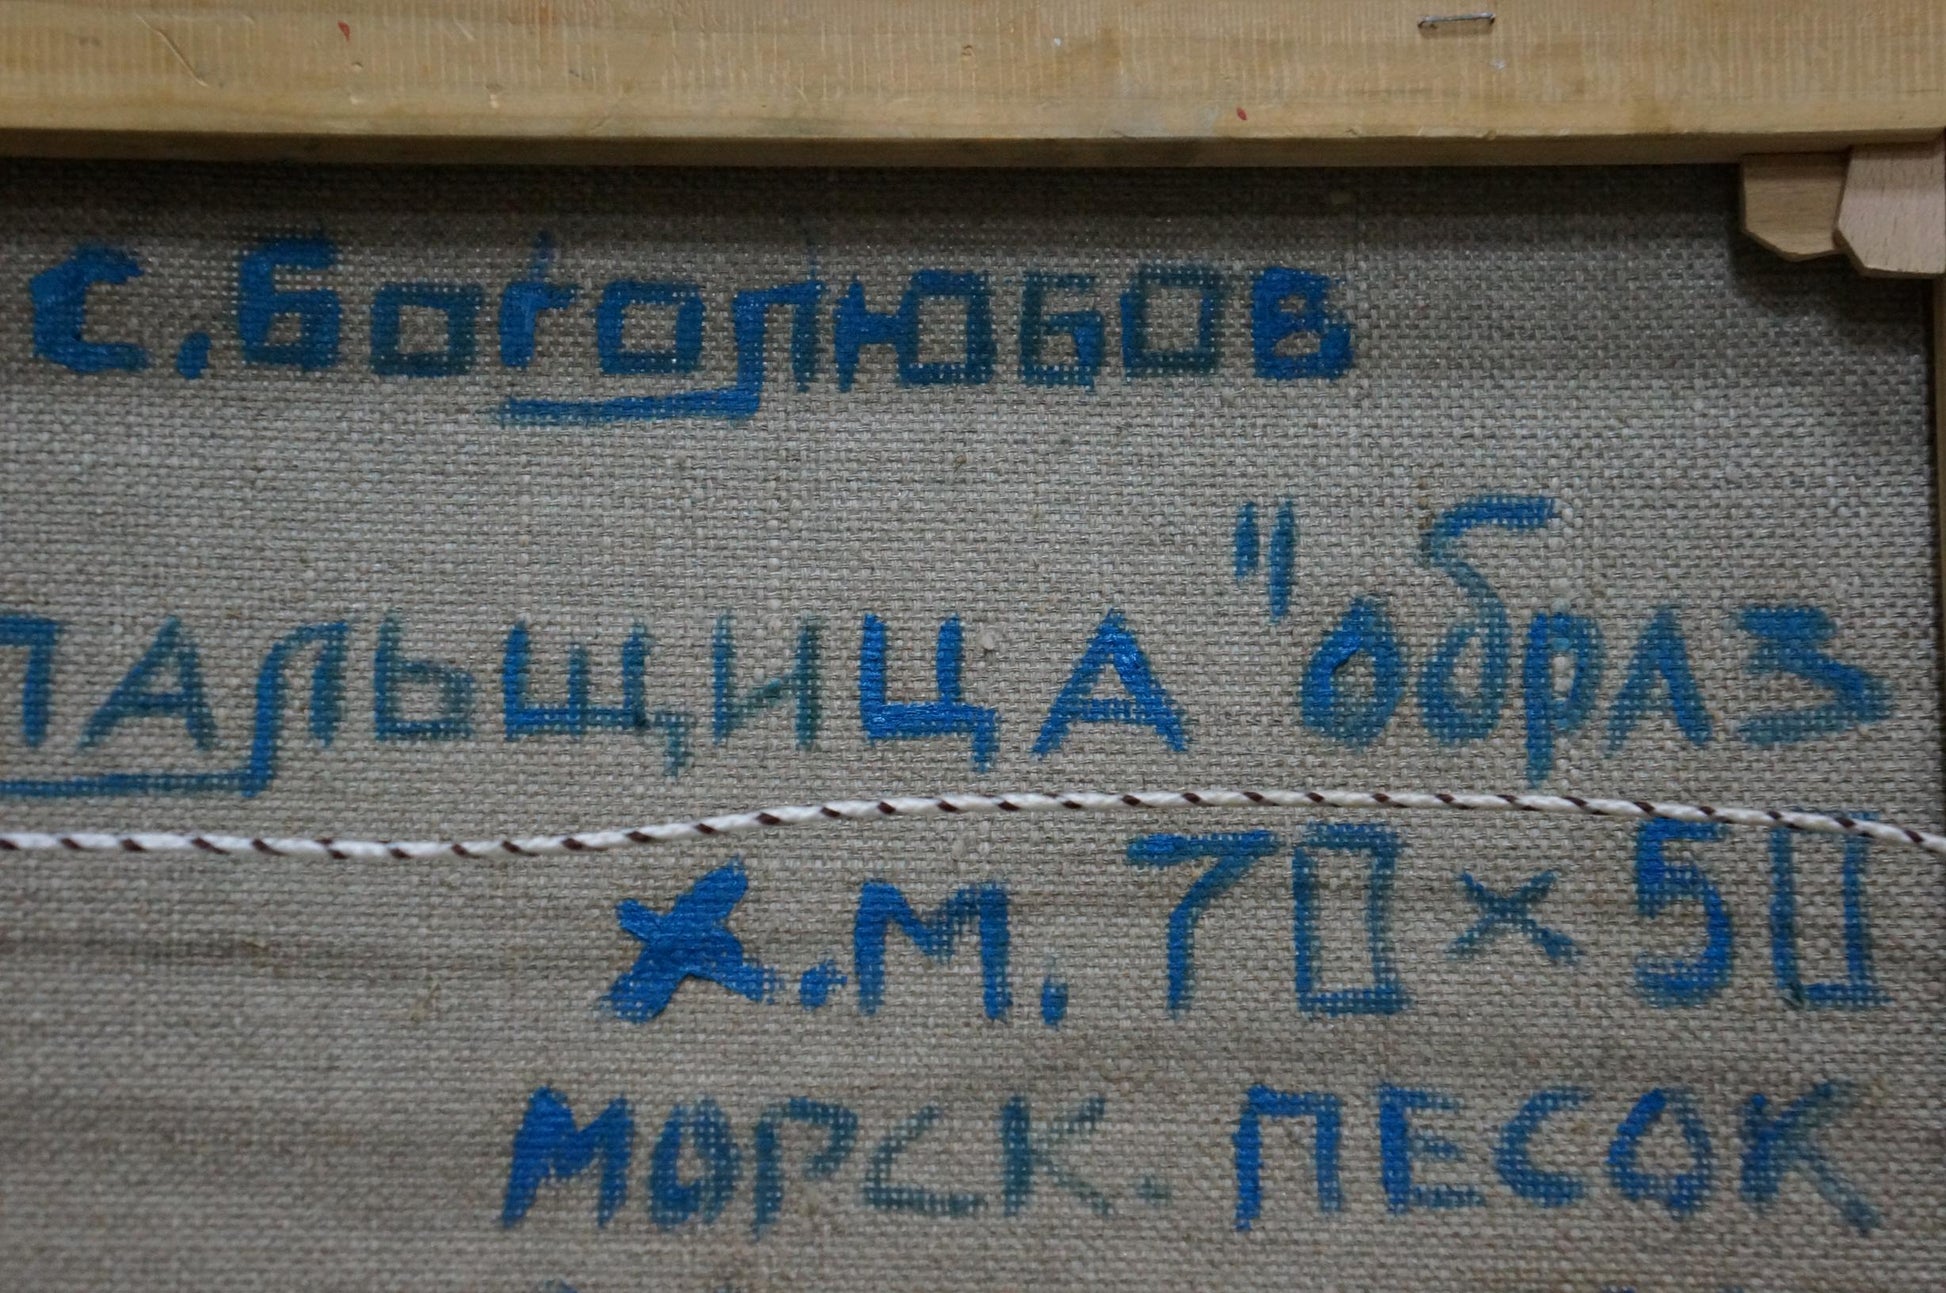 С. Боголюбов
ПАЛЬЩИЦА "Образ
Х.М. 70 × 50
МОРСК. ПЕСОК